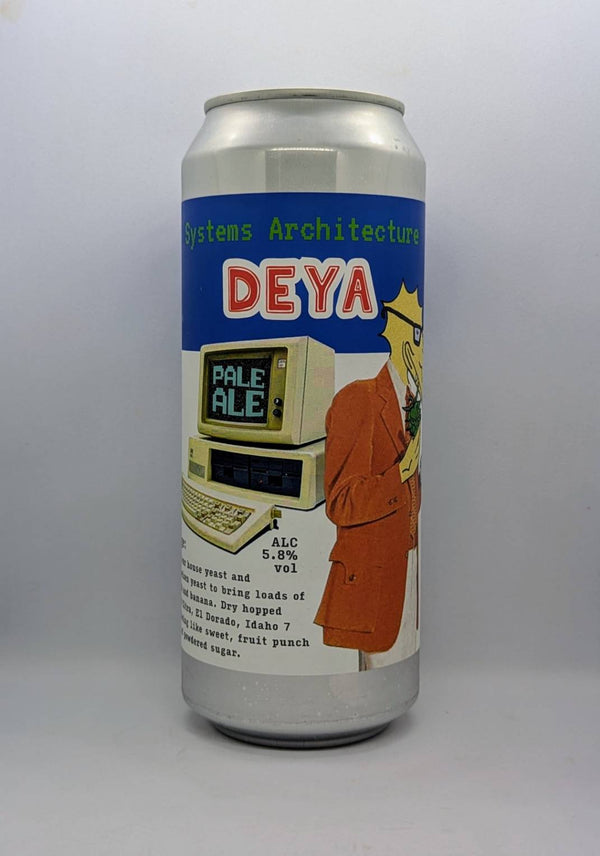 Systems Architecture
DEYA
PALE
ALE
ALC
5.8%
vol
house yeast and
yeast to bring loads of
banana. Dry hopped
El Dorado, Idaho 7
like sweet, fruit punch
powdered sugar.